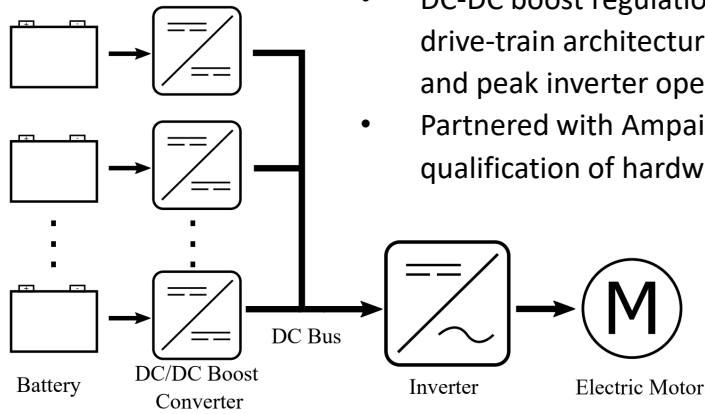 • DC-DC boost regulation
drive-train architectur
and peak inverter ope
• Partnered with Ampai
qualification of hardw
+ -
+ -
+ -
DC Bus
M
Battery
DC/DC Boost
Converter
Inverter
Electric Motor